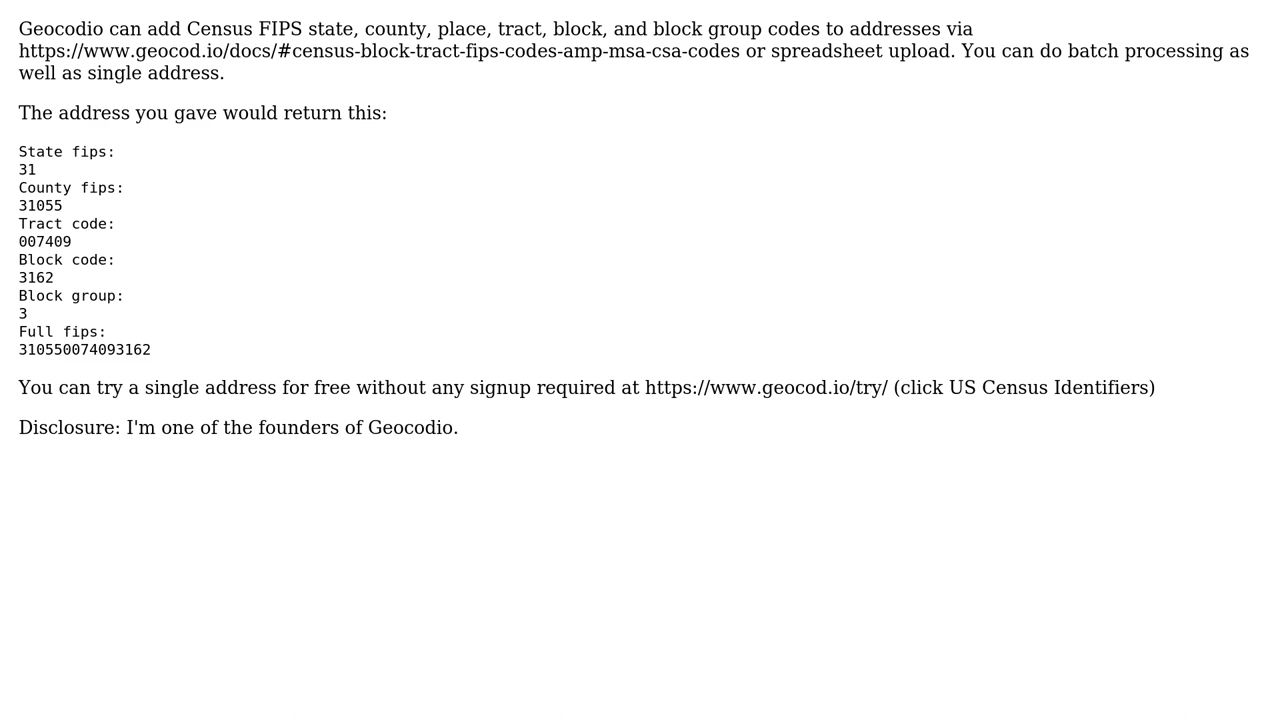 Geocodio can add Census FIPS state, county, place, tract, block, and block group codes to addresses via
https://www.geocod.io/docs/#census-block-tract-fips-codes-amp-msa-csa-codes or spreadsheet upload. You can do batch processing as
well as single address.
The address you gave would return this:
State fips:
31
County fips:
31055
Tract code:
007409
Block code:
3162
Block group:
3
Full fips:
310550074093162
You can try a single address for free without any signup required at https://www.geocod.io/try/ (click US Census Identifiers)
Disclosure: I'm one of the founders of Geocodio.